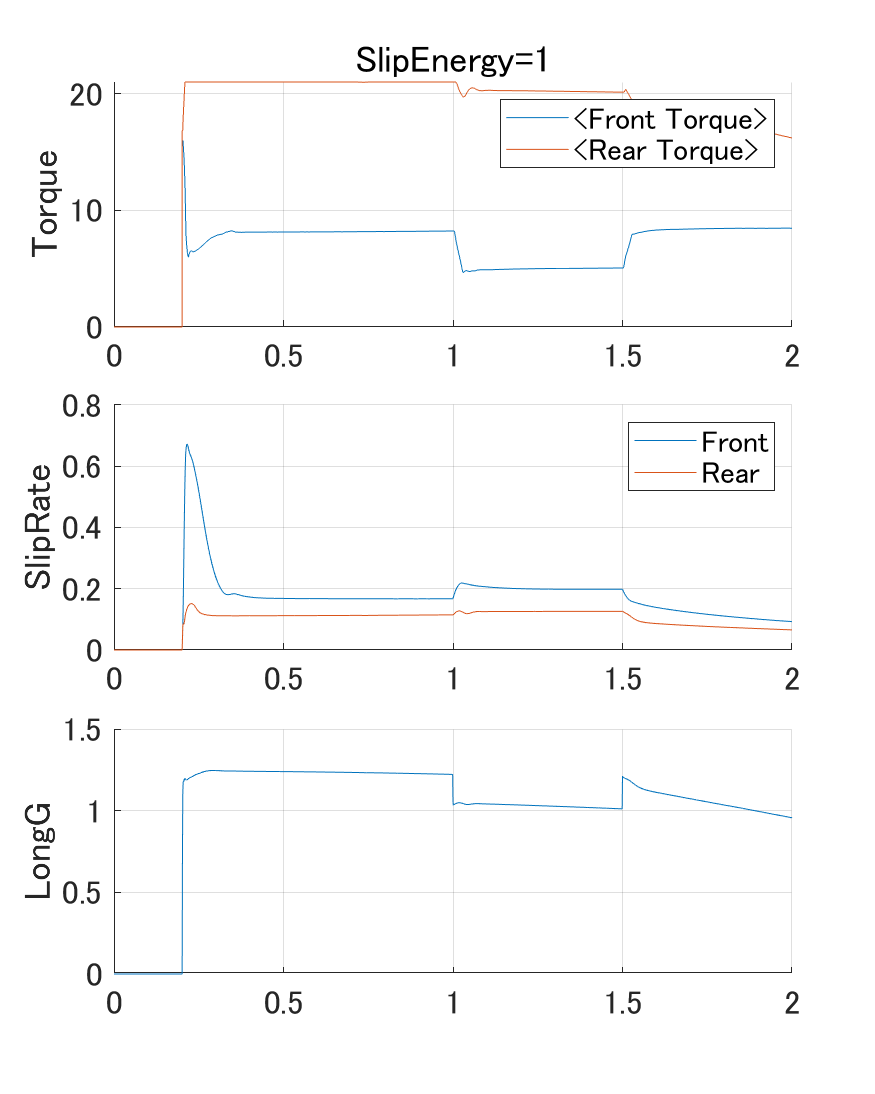 SlipEnergy=1
Torque
20
10
0
<Front Torque>
<Rear Torque>
0 0.5 1 1.5 2
SlipRate
0.8
0.6
0.4
0.2
0
Front
Rear
0 0.5 1 1.5 2
LongG
1.5
1
0.5
0
0 0.5 1 1.5 2